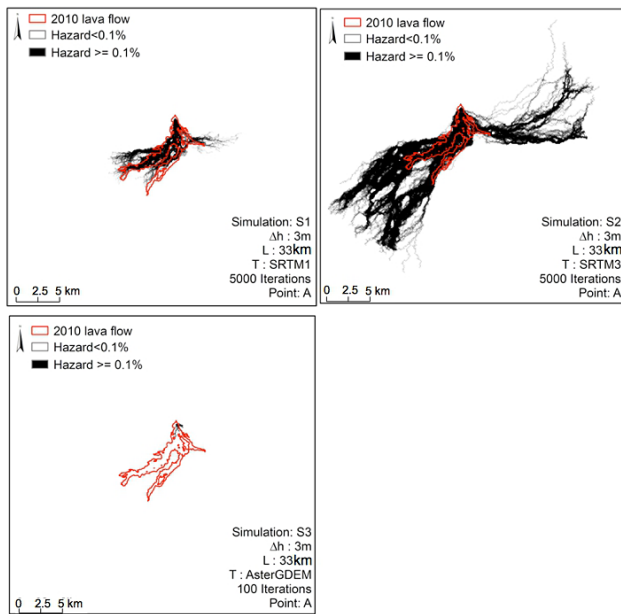 2010 lava flow
Hazard<0.1%
Hazard >= 0.1%
Simulation: S1
Δh : 3m
L : 33km
T : SRTM1
5000 Iterations
Point: A
0 2.5 5 km
2010 lava flow
Hazard<0.1%
Hazard >= 0.1%
Simulation: S2
Δh : 3m
L : 33km
T : SRTM3
5000 Iterations
Point: A
0 2.5 5 km
2010 lava flow
Hazard<0.1%
Hazard >= 0.1%
Simulation: S3
Δh : 3m
L : 33km
T : AsterGDEM
100 Iterations
Point: A
0 2.5 5 km